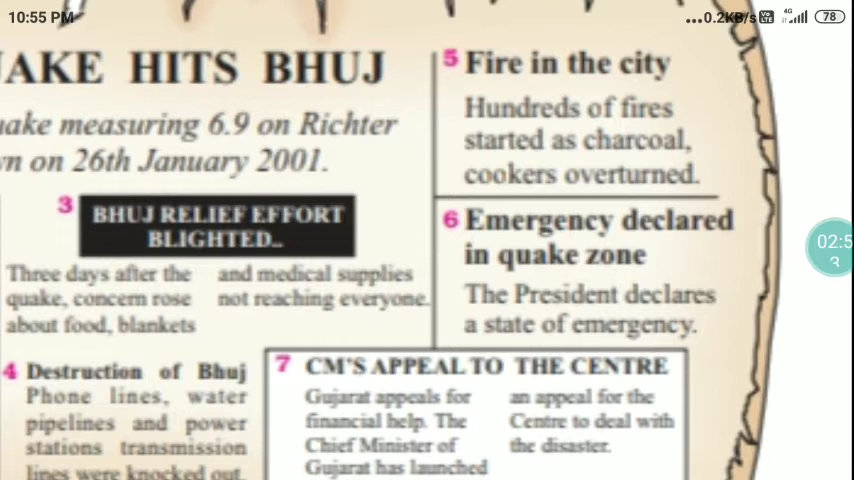 10:55 PM
...0.2KB/s 4G 78
AKE HITS BHUJ
ake measuring 6.9 on Richter
n on 26th January 2001.
3
BHUJ RELIEF EFFORT
BLIGHTED..
Three days after the
quake, concern rose
about food, blankets
and medical supplies
not reaching everyone.
4 Destruction of Bhuj
Phone lines, water
pipelines and power
stations transmission
lines were knocked out.
5 Fire in the city
Hundreds of fires
started as charcoal,
cookers overturned.
6 Emergency declared
in quake zone
The President declares
a state of emergency.
7 CM'S APPEAL TO THE CENTRE
Gujarat appeals for
financial help. The
Chief Minister of
Gujarat has launched
an appeal for the
Centre to deal with
the disaster.
02:5
3